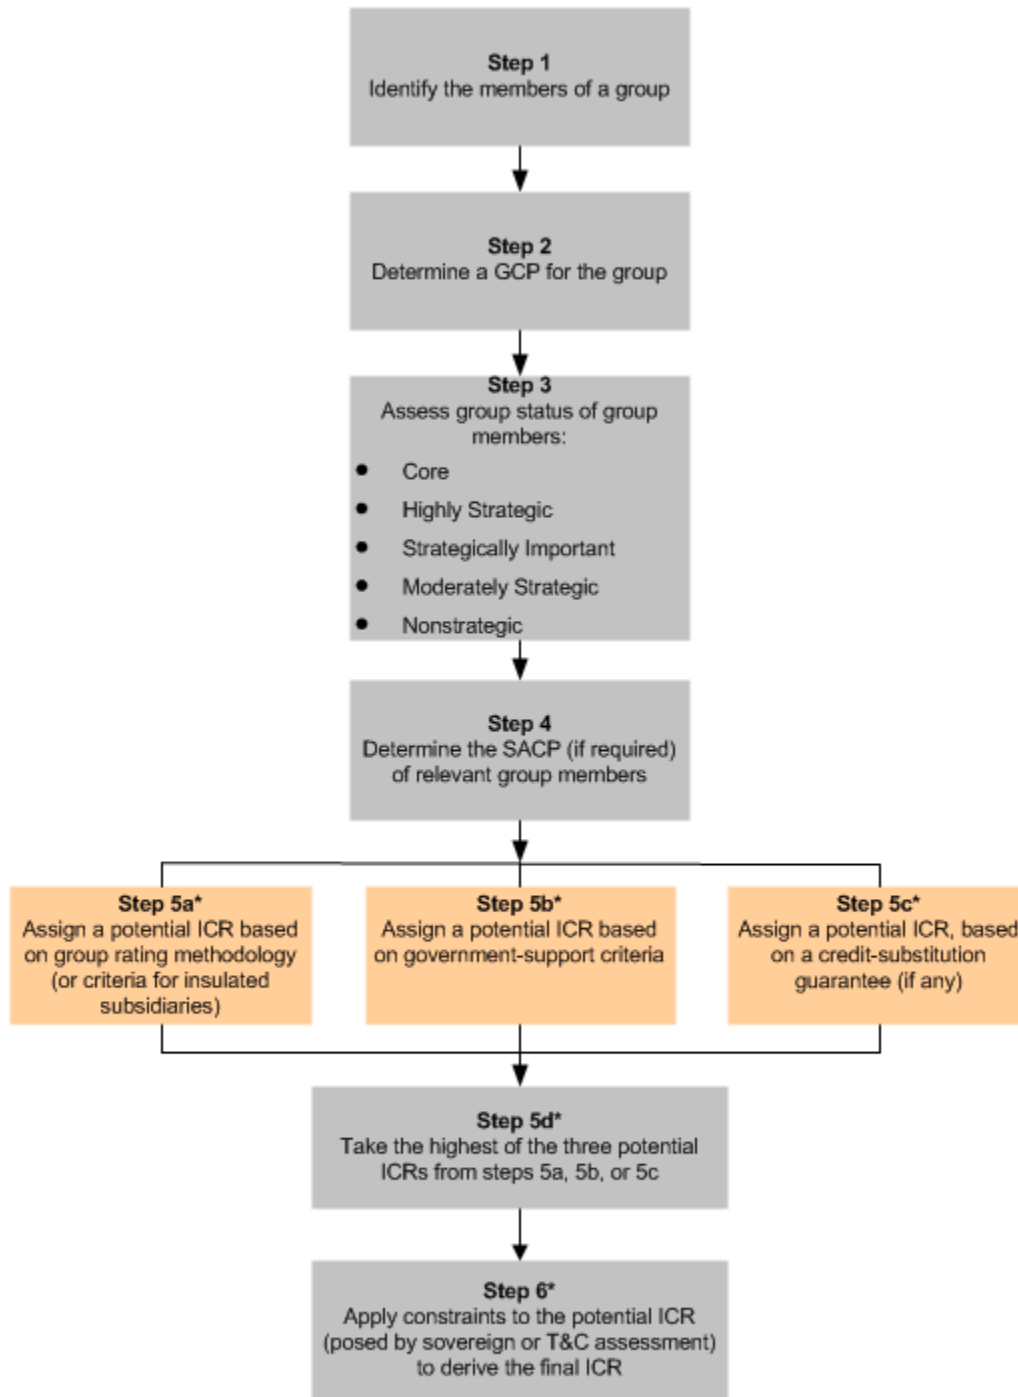 Step 1
Identify the members of a group
Step 2
Determine a GCP for the group
Step 3
Assess group status of group
members:
● Core
● Highly Strategic
● Strategically Important
● Moderately Strategic
● Nonstrategic
Step 4
Determine the SACP (if required)
of relevant group members
Step 5a*
Assign a potential ICR based
on group rating methodology
(or criteria for insulated
subsidiaries)
Step 5b*
Assign a potential ICR based
on government-support criteria
Step 5c*
Assign a potential ICR, based
on a credit-substitution
guarantee (if any)
Step 5d*
Take the highest of the three potential
ICRs from steps 5a, 5b, or 5c
Step 6*
Apply constraints to the potential ICR
(posed by sovereign or T&C assessment)
to derive the final ICR